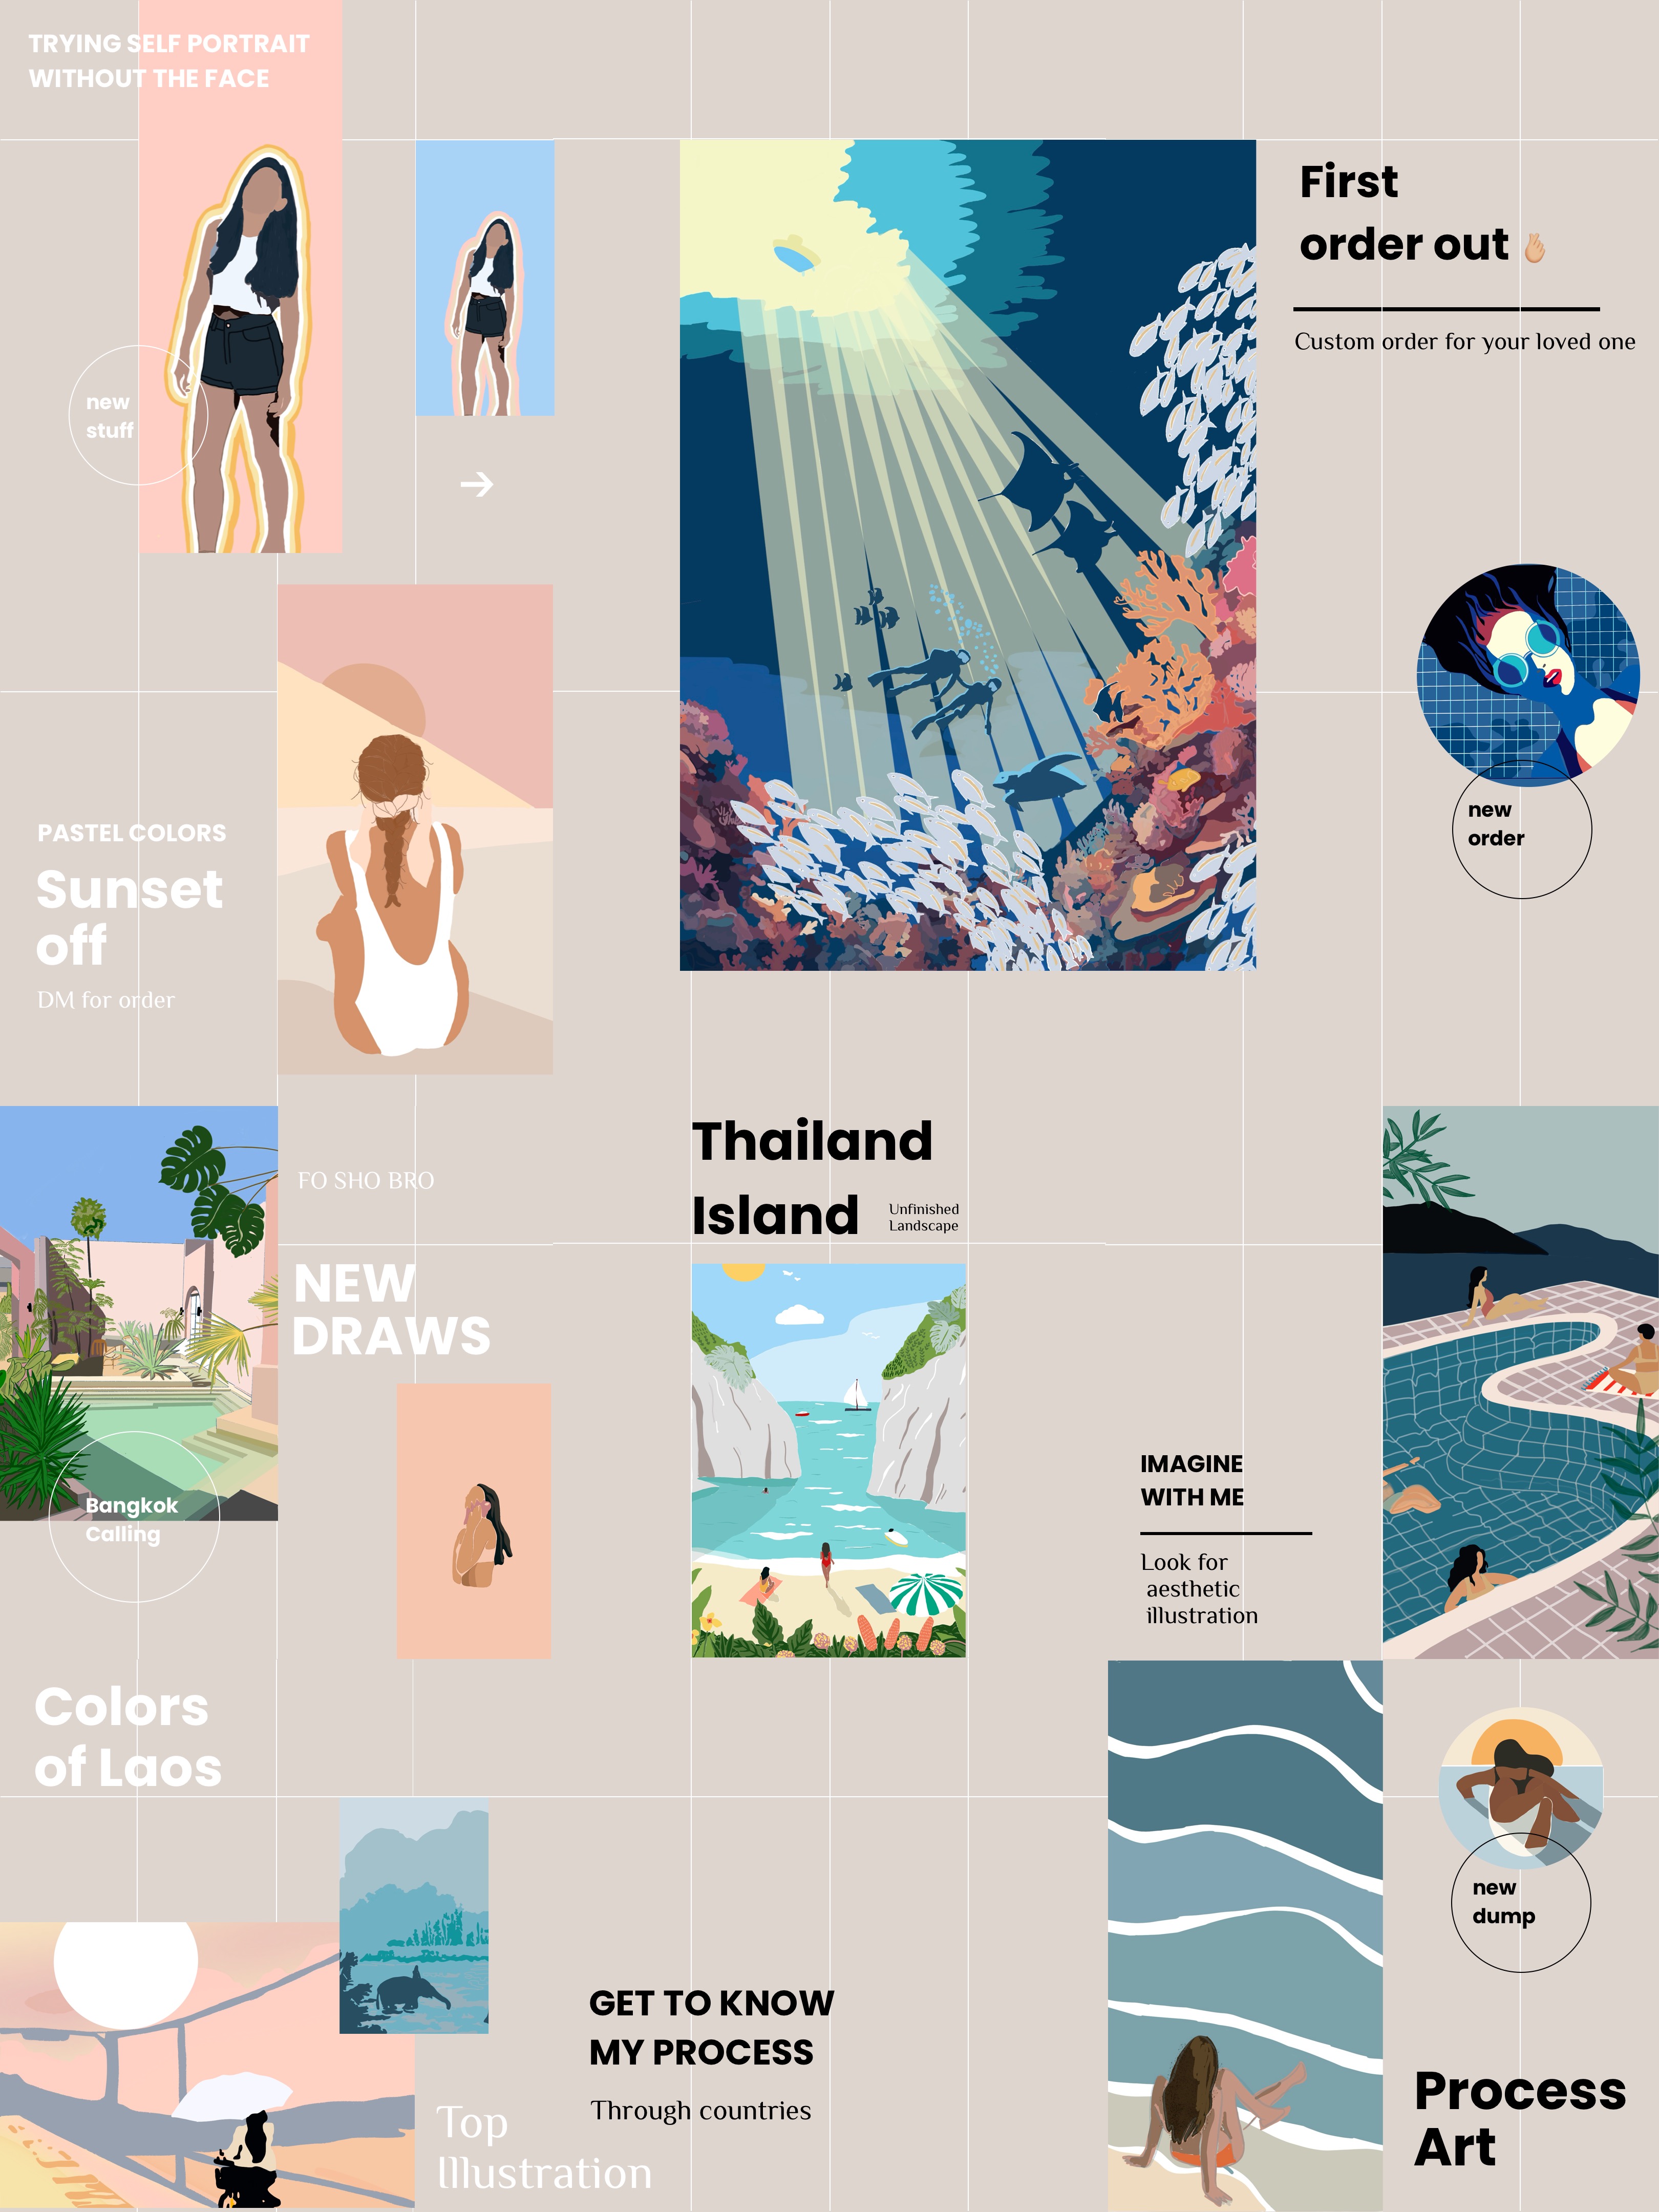 TRYING SELF PORTRAIT
WITHOUT THE FACE
new
stuff
→
First
order out 🤞🏼
Custom order for your loved one
new
order
PASTEL COLORS
Sunset
off
DM for order
FO SHO BRO
NEW
DRAWS
Bangkok
Calling
Thailand
Island
Unfinished
Landscape
IMAGINE
WITH ME
Look for
aesthetic
illustration
Colors
of Laos
Top
Illustration
GET TO KNOW
MY PROCESS
Through countries
new
dump
Process
Art